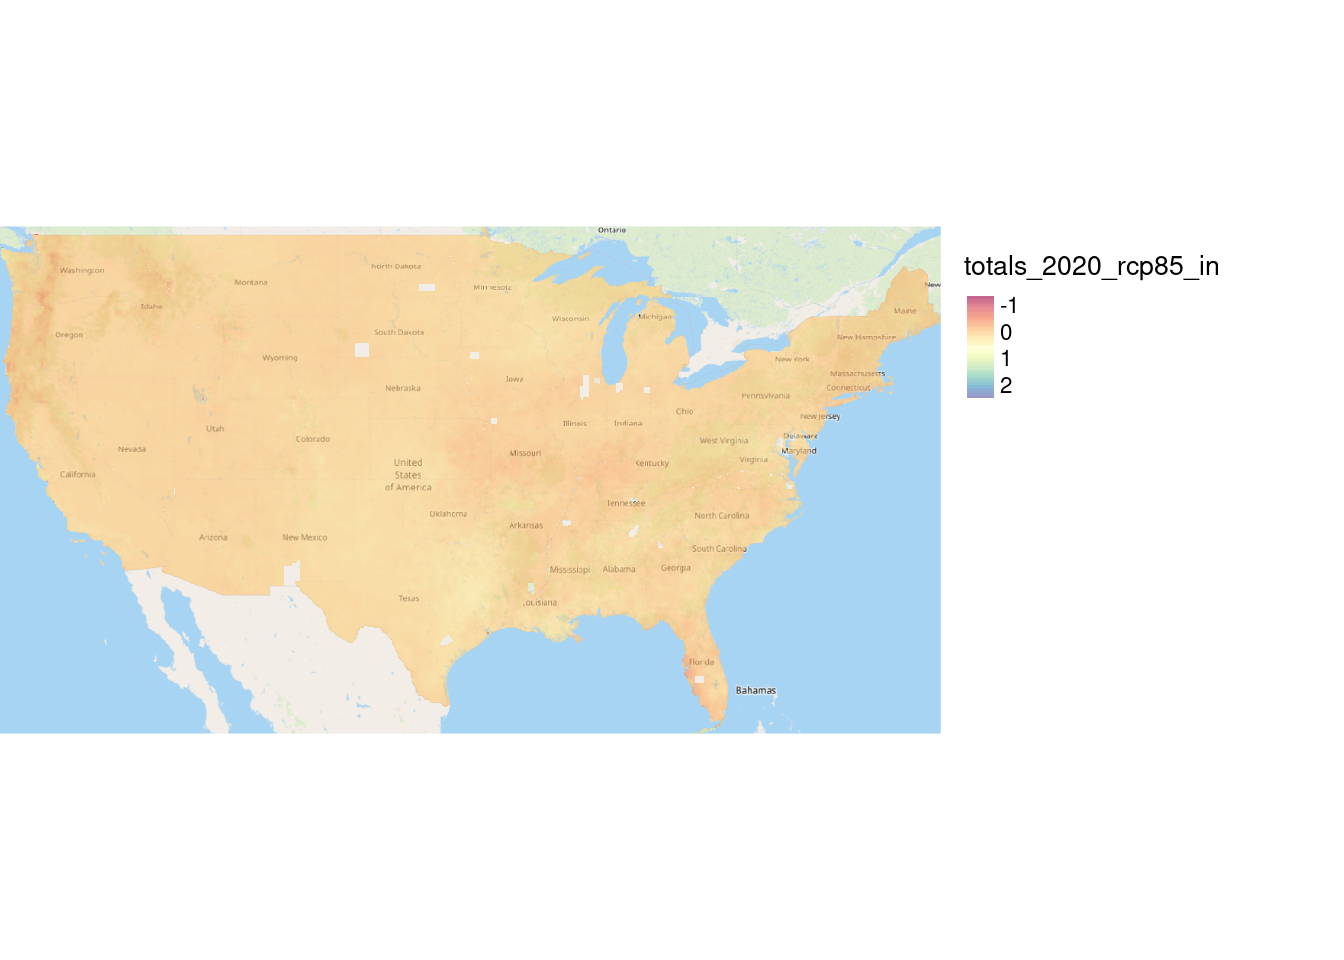 Ontario
New
Washington
North Dakota
Montana
Minnesota
Idaho
Maine
Wisconsin
Michigan
Oregon
South Dakota
New Hampshire
Wyoming
New York
Massachusetts
Iowa
Nebraska
Connecticut
Pennsylvania
Ohio
New Jersey
Utah
Illinois
Indiana
Colorado
West Virginia
Delaware
Nevada
Maryland
Missouri
United
States
of America
Kentucky
Virginia
California
Tennessee
Oklahoma
North Carolina
Arkansas
Arizona
New Mexico
South Carolina
Mississippi
Alabama
Georgia
Texas
Louisiana
Florida
Bahamas
totals_2020_rcp85_in
-1
0
1
2